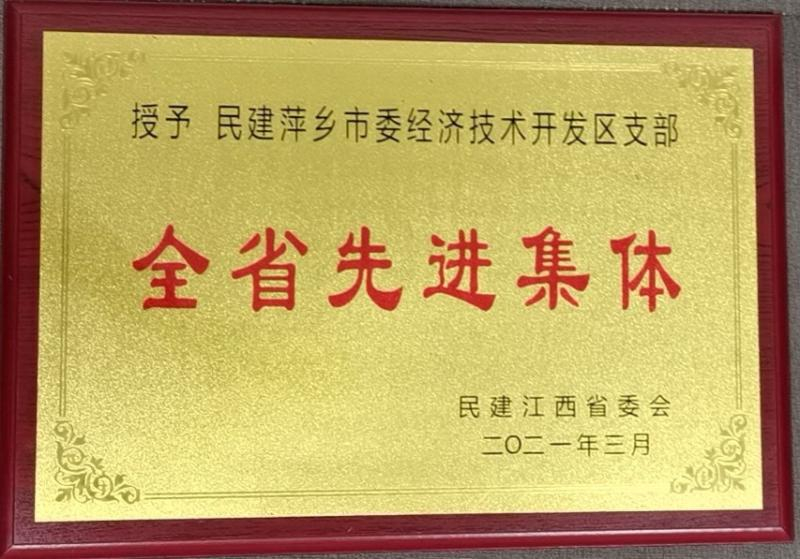 授予 民建萍乡市委经济技术开发区支部
全省先进集体
民建江西省委会
二〇二一年三月